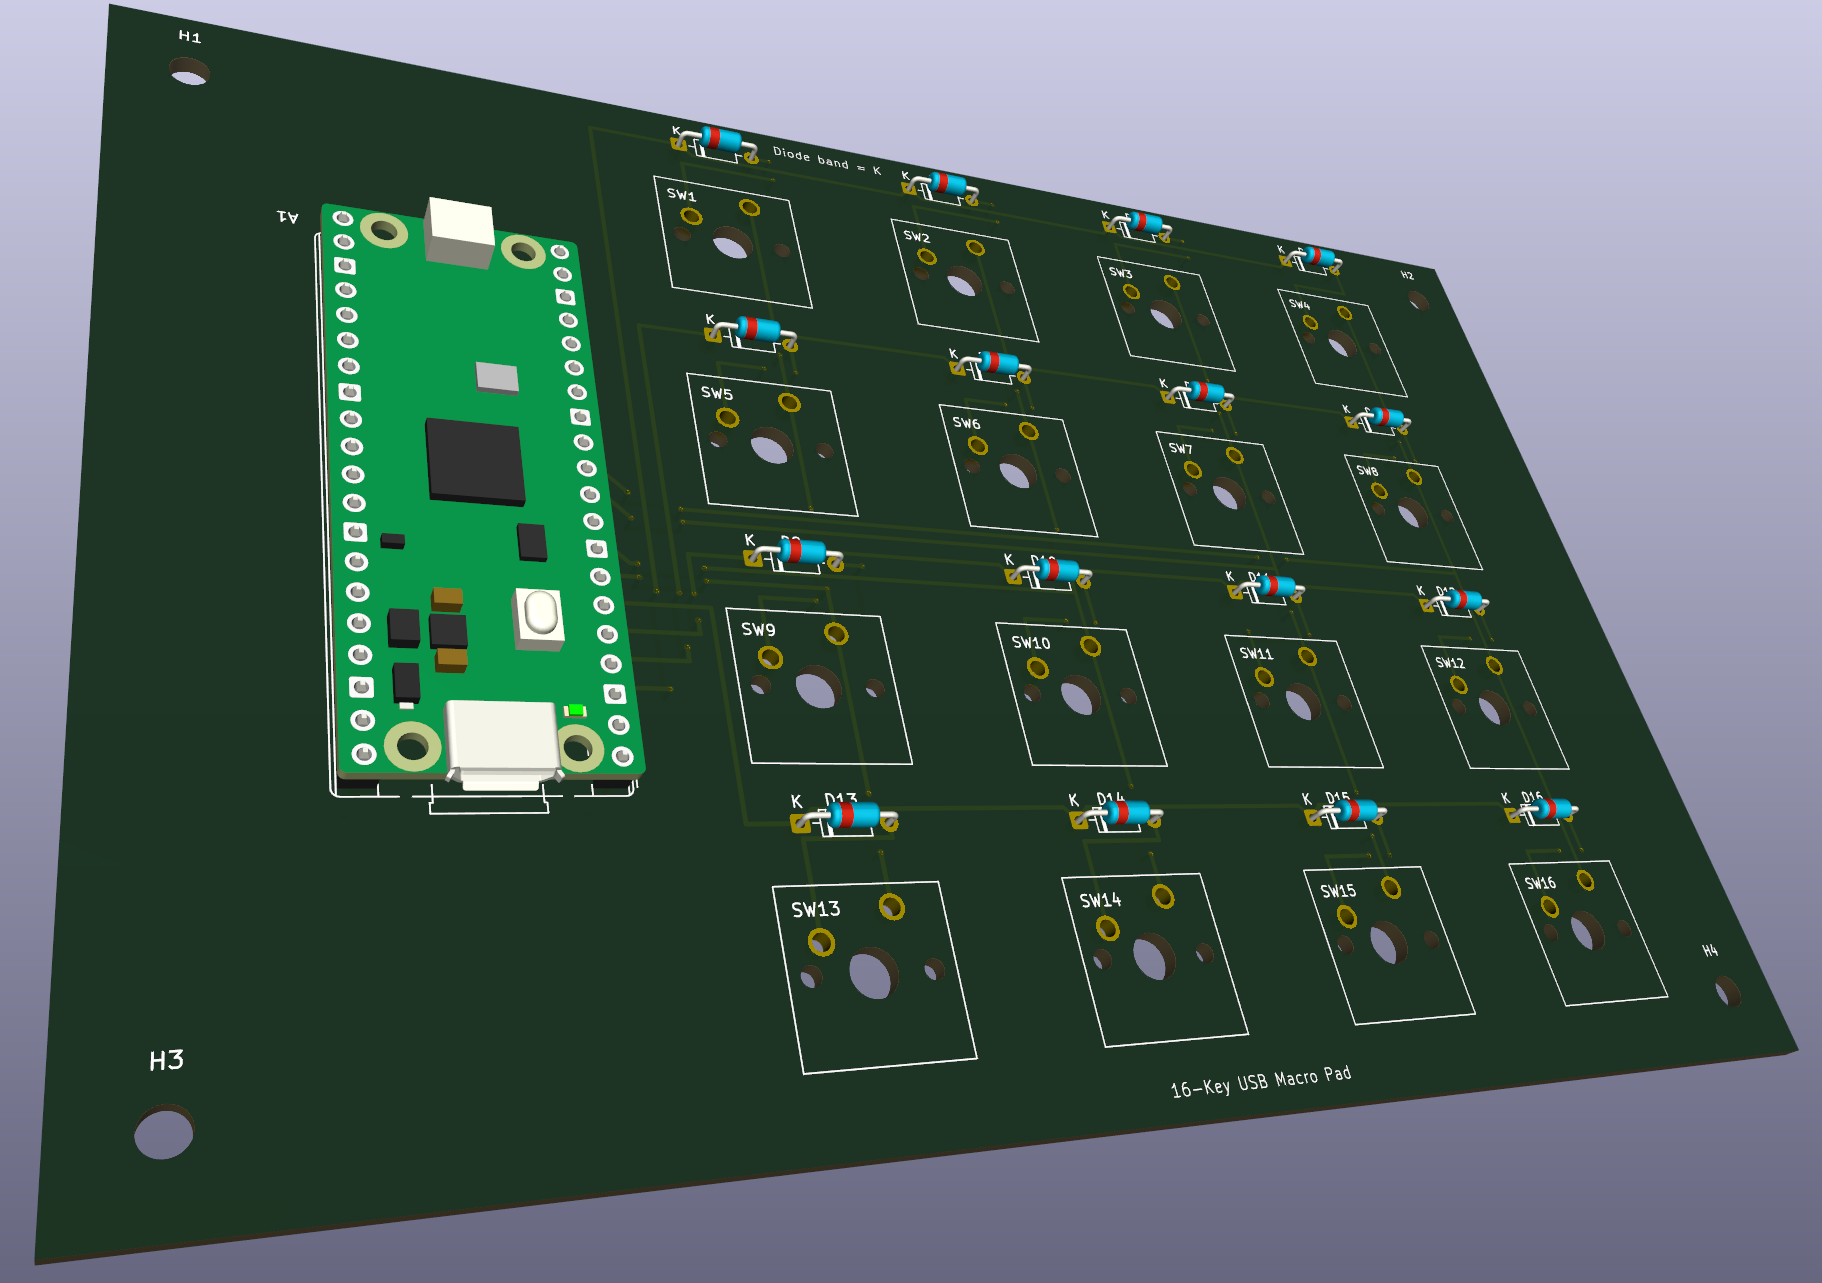 H1
K
Diode band = K
K
K
K
H2
A1
SW1
SW2
SW3
SW4
K
K
K
K
SW5
SW6
SW7
SW8
K
K
K
K
SW9
SW10
SW11
SW12
K D13
K D14
K D15
K D16
SW13
SW14
SW15
SW16
H4
H3
16-Key USB Macro Pad